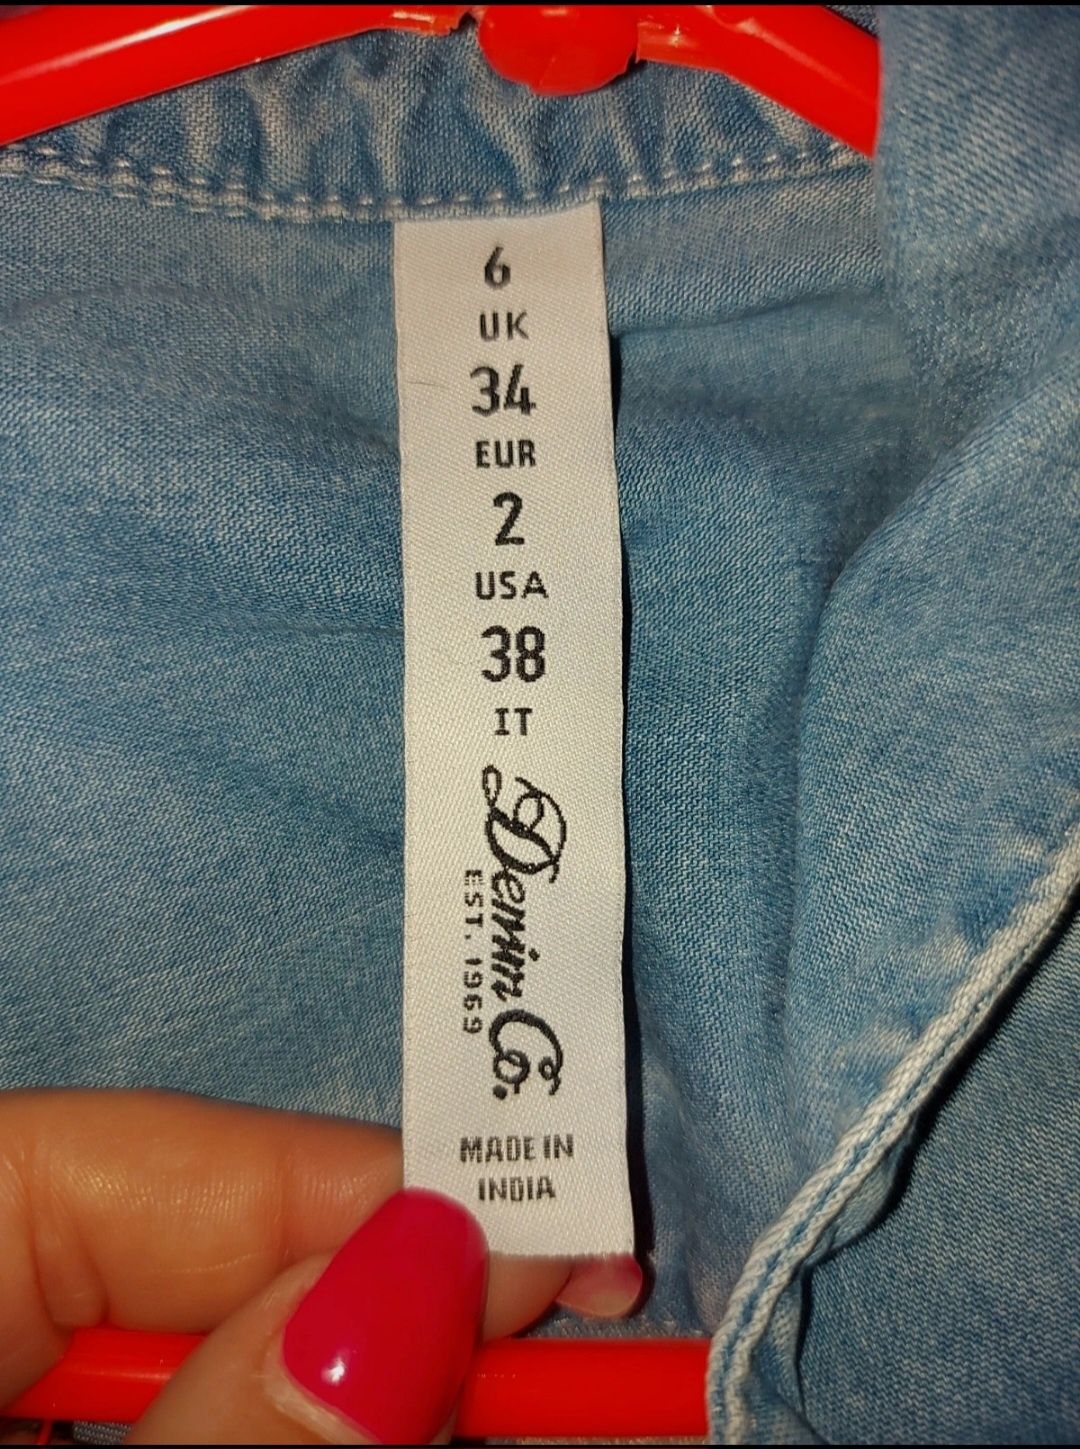 6
UK
34
EUR
2
USA
38
IT
Denim Co.
EST. 1969
MADE IN
INDIA